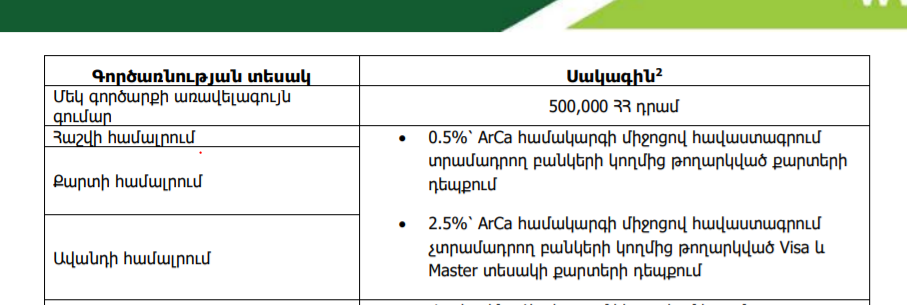 Գործառնության տեսակ
Սակագին²
Մեկ գործարքի առավելագույն
գումար
500,000 ՀՀ դրամ
Հաշվի համալրում
Քարտի համալրում
Ավանդի համալրում
• 0.5%՝ ArCa համակարգի միջոցով հավաստագրում
տրամադրող բանկերի կողմից թողարկված քարտերի
դեպքում
• 2.5%՝ ArCa համակարգի միջոցով հավաստագրում
չտրամադրող բանկերի կողմից թողարկված Visa և
Master տեսակի քարտերի դեպքում